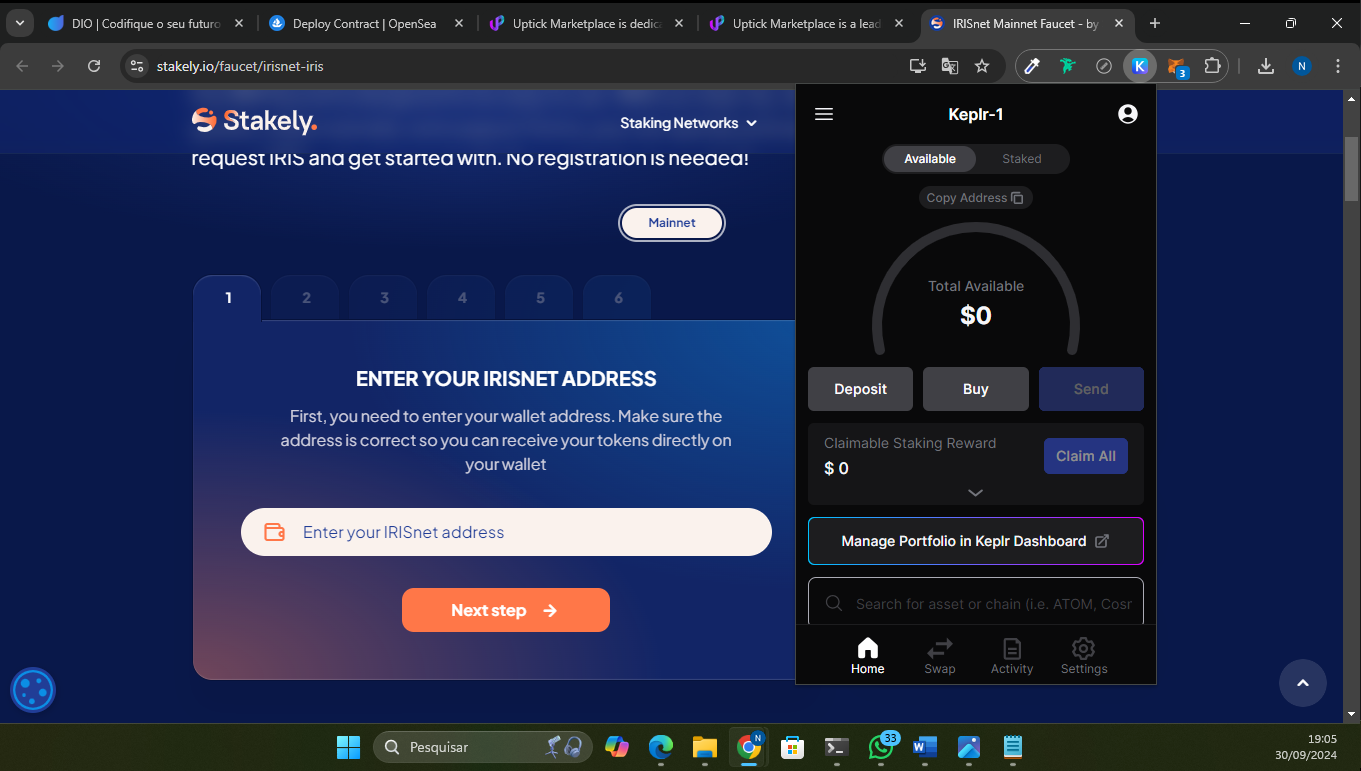 DIO | Codifique o seu futuro
Deploy Contract | OpenSea
Uptick Marketplace is dedic
Uptick Marketplace is a lead
IRISnet Mainnet Faucet - by
stakely.io/faucet/irisnet-iris
K
3
N
Stakely.
Staking Networks
request IRIS and get started with. No registration is needed!
Mainnet
1
2
3
4
5
6
ENTER YOUR IRISNET ADDRESS
First, you need to enter your wallet address. Make sure the
address is correct so you can receive your tokens directly on
your wallet
Enter your IRISnet address
Next step
Keplr-1
Available
Staked
Copy Address
Total Available
$0
Deposit
Buy
Send
Claimable Staking Reward
$ 0
Claim All
Manage Portfolio in Keplr Dashboard
Search for asset or chain (i.e. ATOM, Cosr
Home
Swap
Activity
Settings
Pesquisar
N
33
W
19:05
30/09/2024